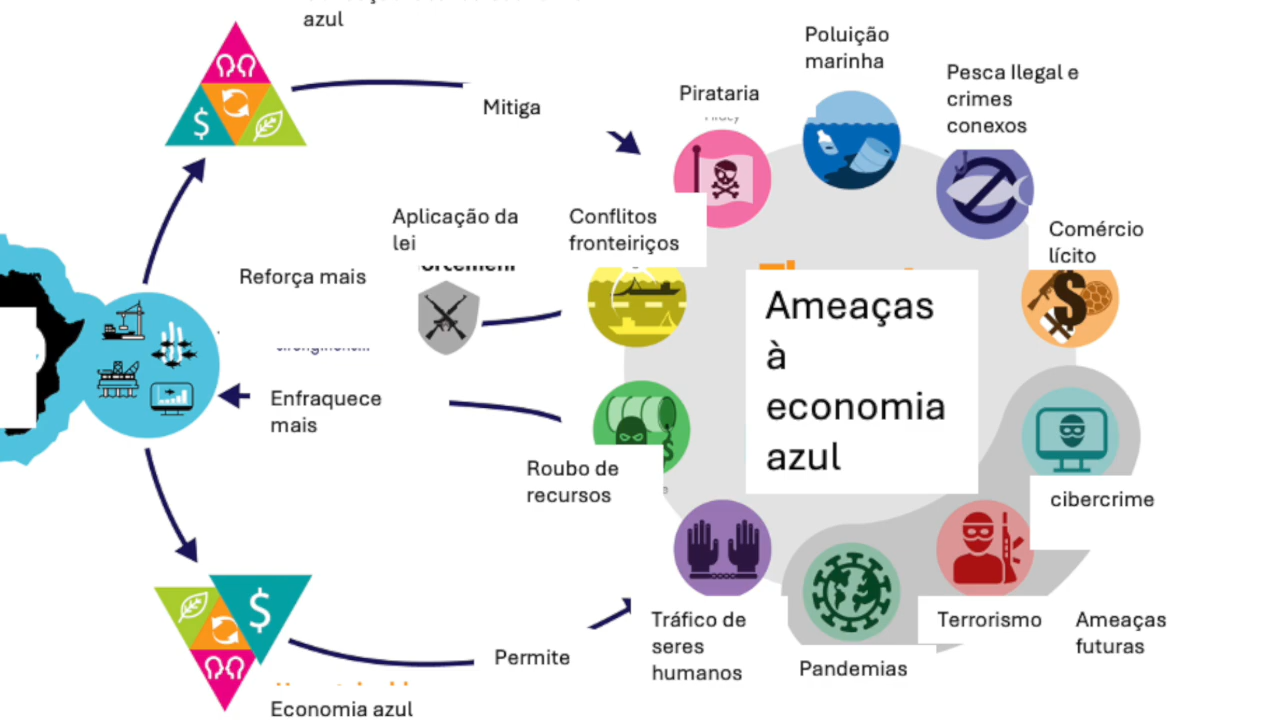 azul
Mitiga
Pirataria
Poluição
marinha
Pesca Ilegal e
crimes
conexos
Aplicação da
lei
Conflitos
fronteiriços
Comércio
lícito
Reforça mais
Ameaças
à
economia
azul
Enfraquece
mais
Roubo de
recursos
cibercrime
Tráfico de
seres
humanos
Terrorismo
Ameaças
futuras
Permite
Pandemias
Economia azul